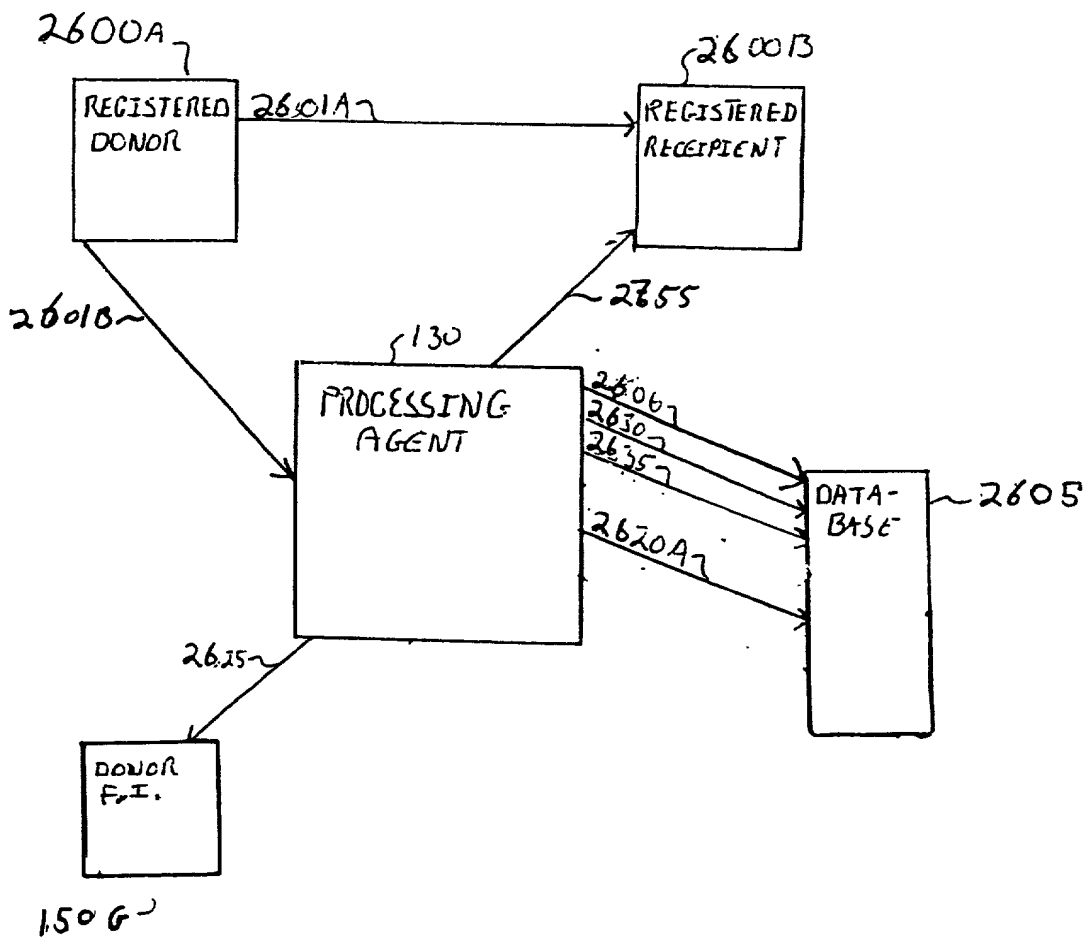 2600A
2600B
REGISTERED
DONOR
2601A
REGISTERED
RECEIPIENT
2601B
2755
130
PROCESSING
AGENT
2606
2630
2635
2620A
DATA-
BASE
2605
2625
DONOR
F.I.
150G